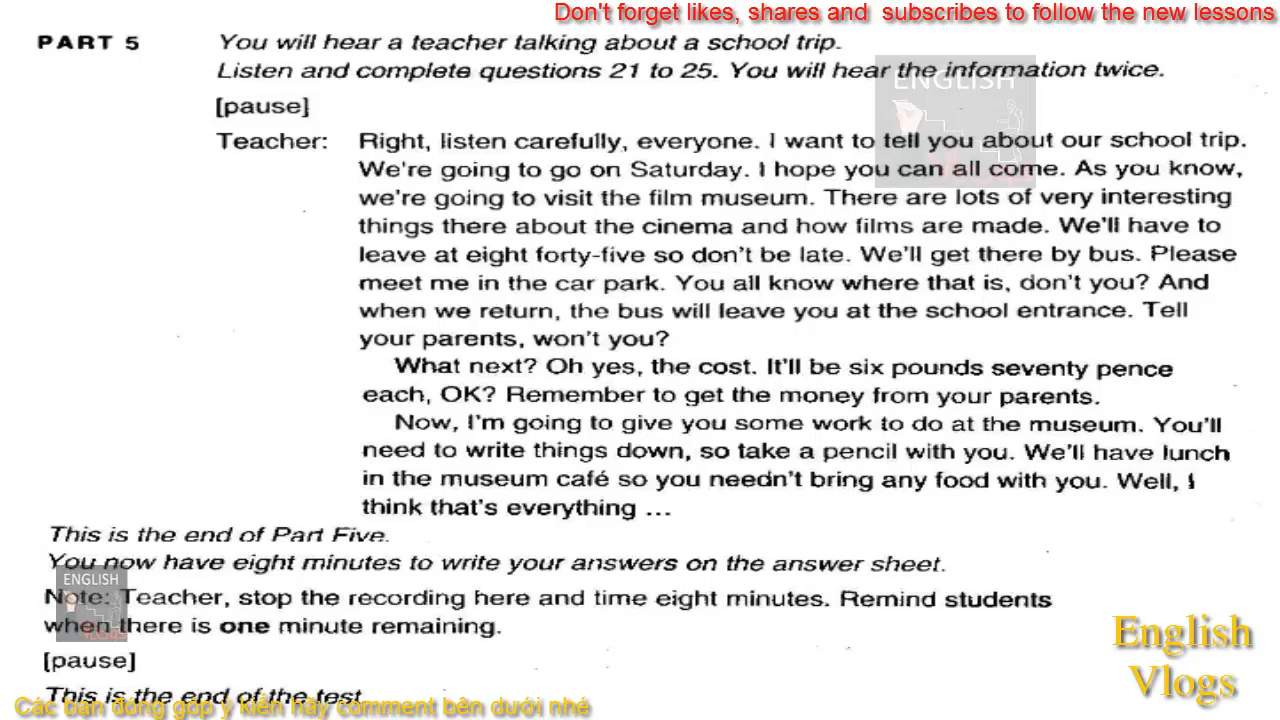 Don't forget likes, shares and subscribes to follow the new lessons
PART 5 You will hear a teacher talking about a school trip.
Listen and complete questions 21 to 25. You will hear the information twice.
ENGLISH
[pause]
Teacher: Right, listen carefully, everyone. I want to tell you about our school trip.
We're going to go on Saturday. I hope you can all come. As you know,
we're going to visit the film museum. There are lots of very interesting
things there about the cinema and how films are made. We'll have to
leave at eight forty-five so don't be late. We'll get there by bus. Please
meet me in the car park. You all know where that is, don't you? And
when we return, the bus will leave you at the school entrance. Tell
your parents, won't you?
What next? Oh yes, the cost. It'll be six pounds seventy pence
each, OK? Remember to get the money from your parents.
Now, I'm going to give you some work to do at the museum. You'll
need to write things down, so take a pencil with you. We'll have lunch
in the museum café so you needn't bring any food with you. Well, I
think that's everything ...
This is the end of Part Five.
You now have eight minutes to write your answers on the answer sheet.
ENGLISH
Note: Teacher, stop the recording here and time eight minutes. Remind students
when there is one minute remaining.
VLOGS
[pause]
This is the end of the test.
Các bạn đóng góp ý kiến hãy comment bên dưới nhé
English
Vlogs